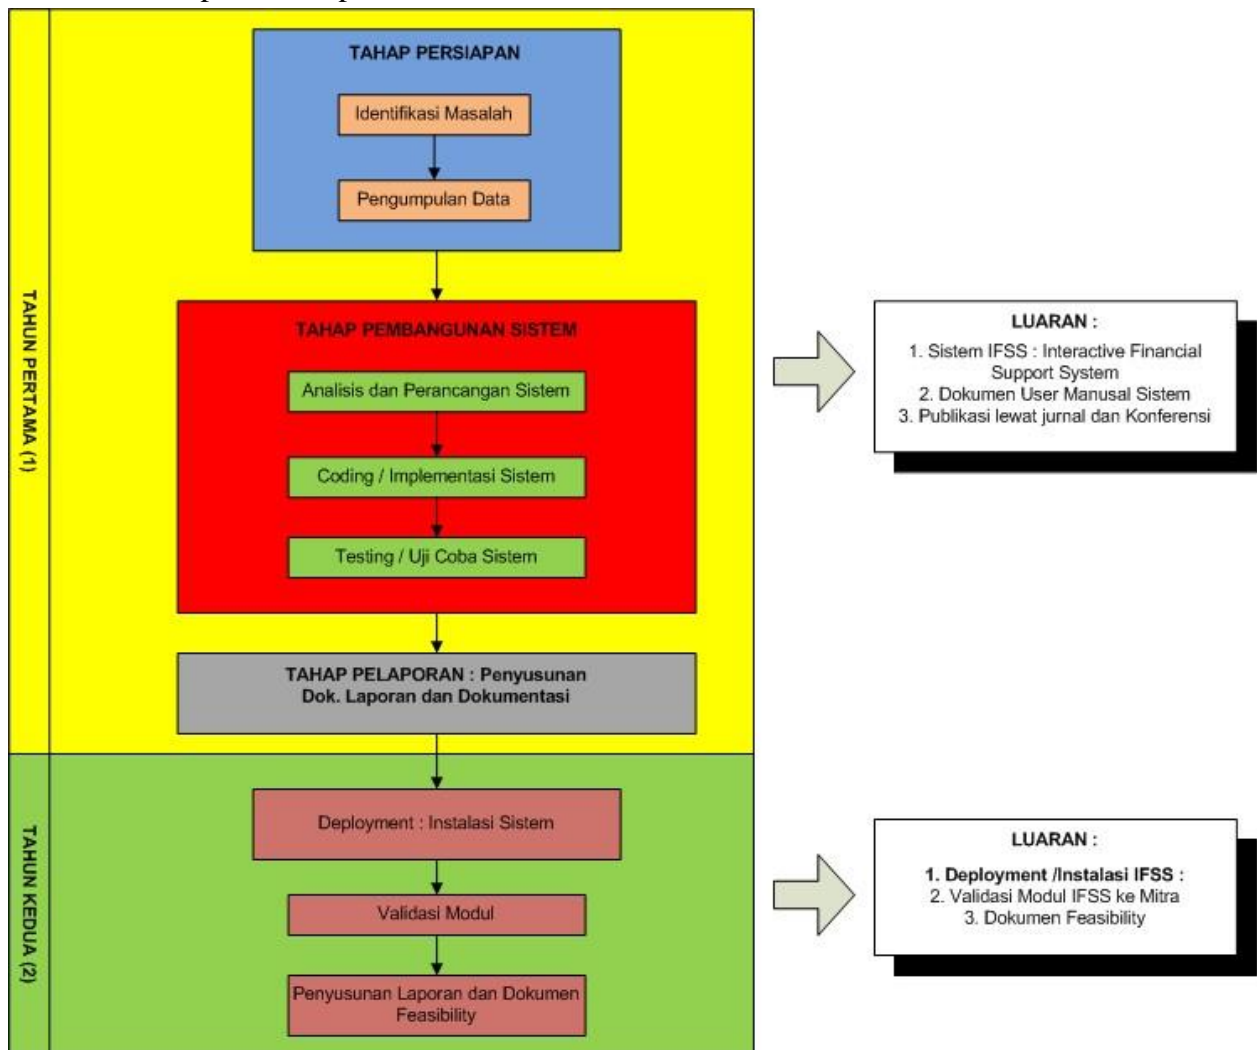 TAHUN PERTAMA (1)
TAHAP PERSIAPAN
Identifikasi Masalah
Pengumpulan Data
TAHAP PEMBANGUNAN SISTEM
Analisis dan Perancangan Sistem
Coding / Implementasi Sistem
Testing / Uji Coba Sistem
TAHAP PELAPORAN : Penyusunan
Dok. Laporan dan Dokumentasi
LUARAN :
1. Sistem IFSS : Interactive Financial
Support System
2. Dokumen User Manusal Sistem
3. Publikasi lewat jurnal dan Konferensi
TAHUN KEDUA (2)
Deployment : Instalasi Sistem
Validasi Modul
Penyusunan Laporan dan Dokumen
Feasibility
LUARAN :
1. Deployment /Instalasi IFSS :
2. Validasi Modul IFSS ke Mitra
3. Dokumen Feasibility